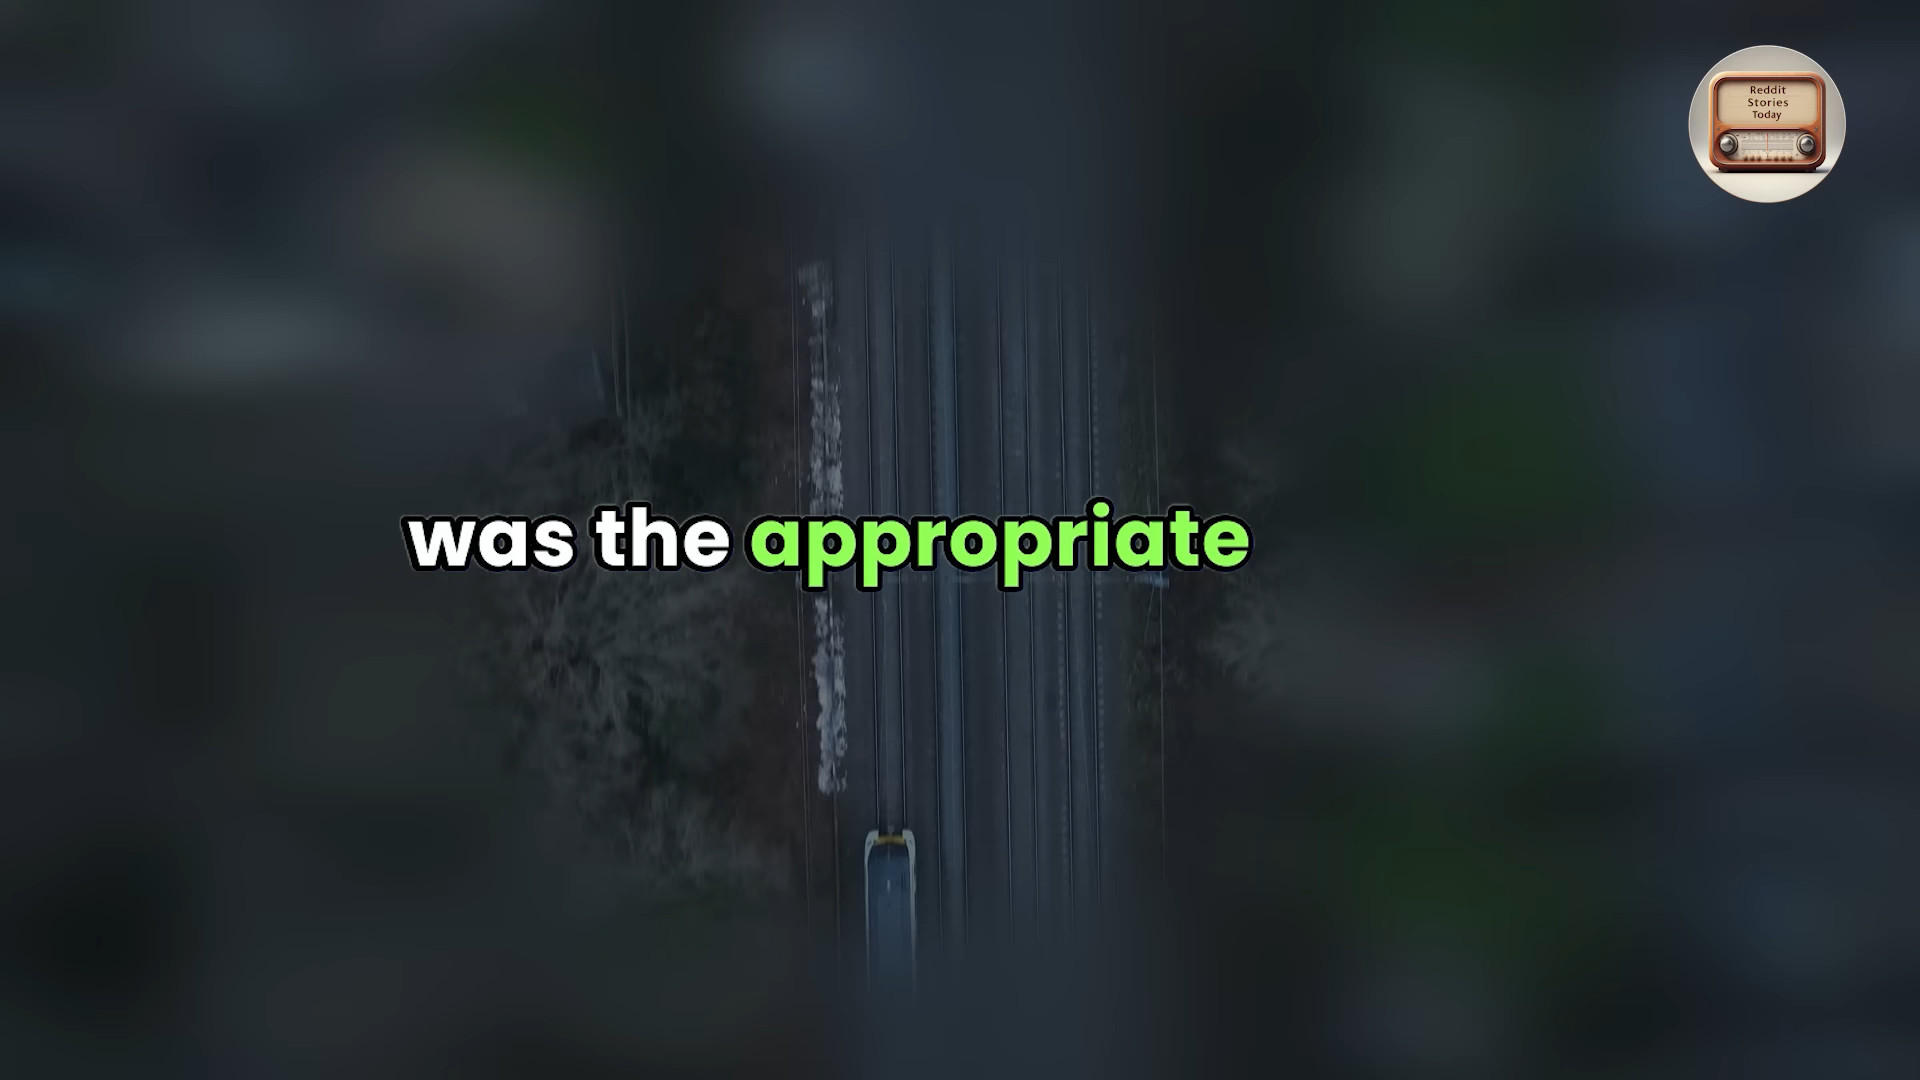 Reddit
Stories
Today
was the appropriate